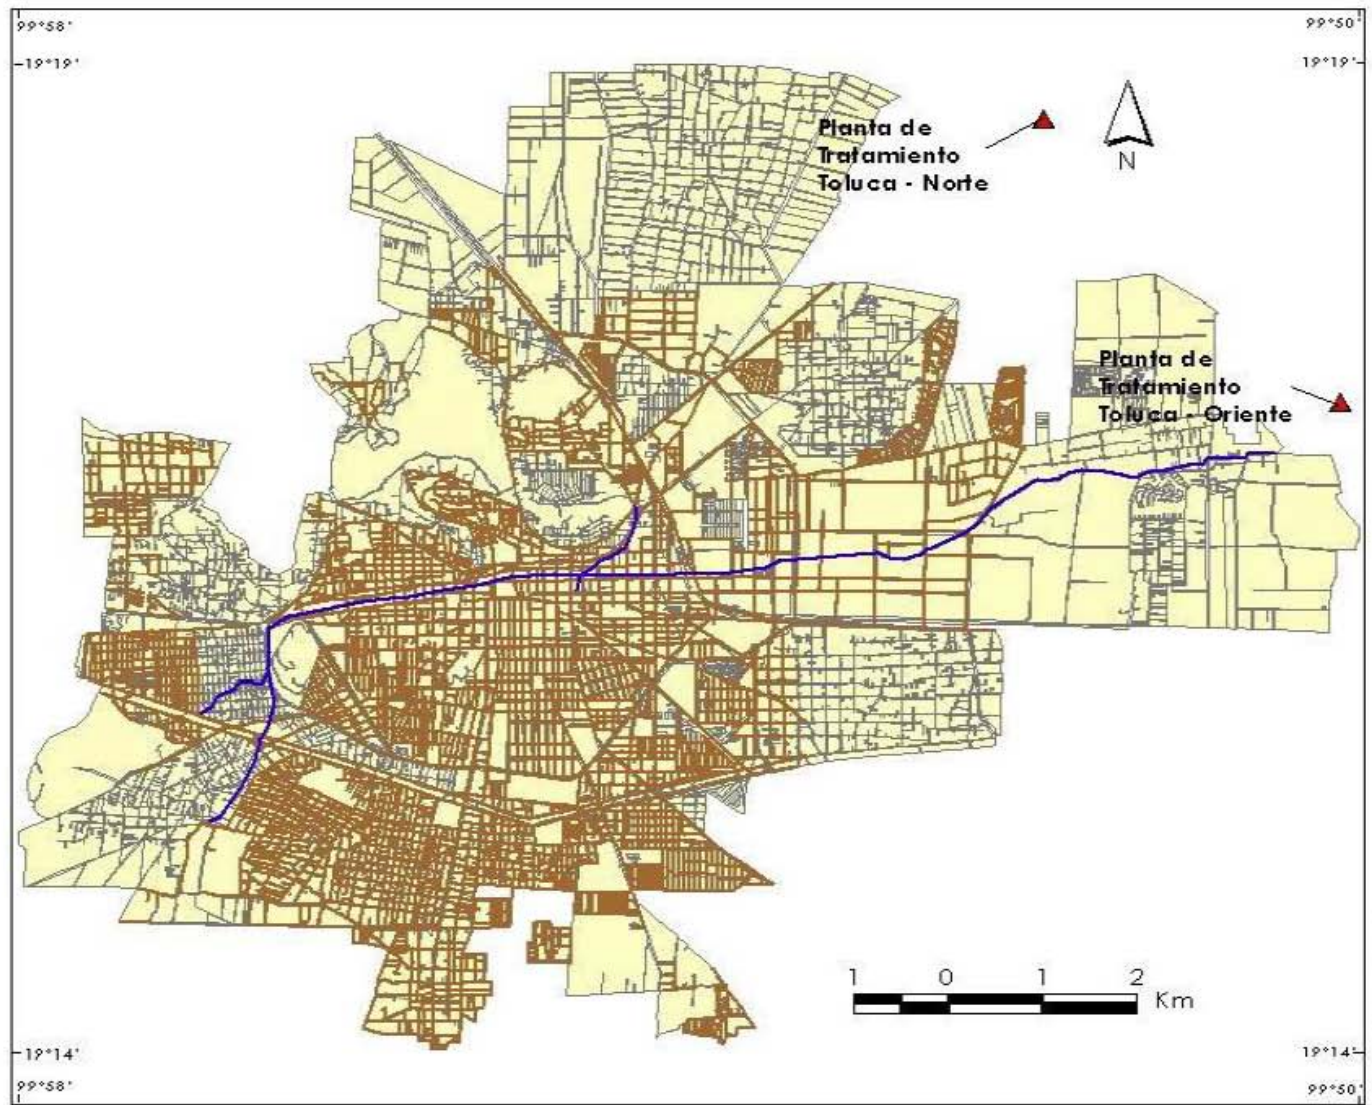 99°58'
99°50'
19°19'
19°19'
Planta de
Tratamiento
Toluca - Norte
N
Planta de
Tratamiento
Toluca - Oriente
1 0 1 2
Km
19°14'
19°14'
99°58'
99°50'